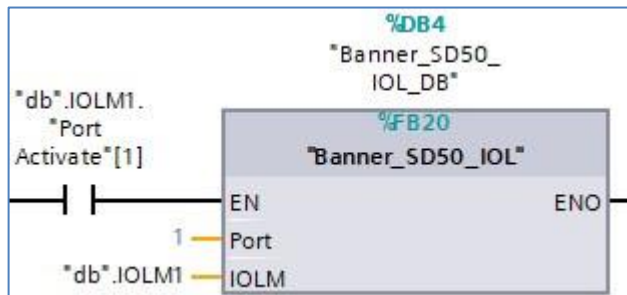 %DB4
"Banner_SD50_
IOL_DB"
"db".IOLM1.
"Port
Activate"[1]
%FB20
"Banner_SD50_IOL"
EN
ENO
1
Port
"db".IOLM1
IOLM